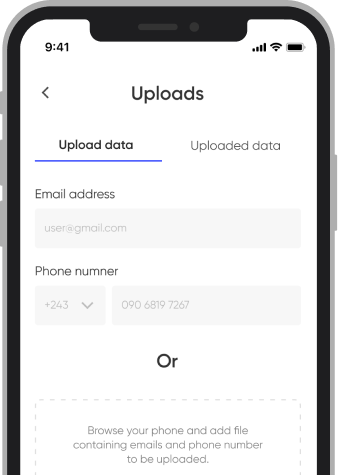 9:41
Uploads
Upload data
Uploaded data
Email address
user@gmail.com
Phone numner
+243
090 6819 7267
Or
Browse your phone and add file
containing emails and phone number
to be uploaded.